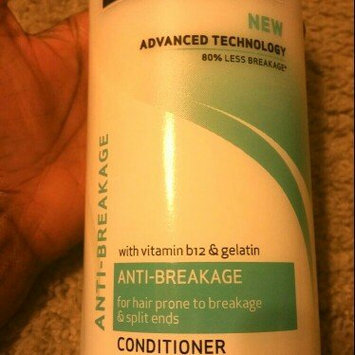 NEW
ADVANCED TECHNOLOGY
80% LESS BREAKAGE*
ANTI-BREAKAGE
with vitamin b12 & gelatin
ANTI-BREAKAGE
for hair prone to breakage
& split ends
CONDITIONER